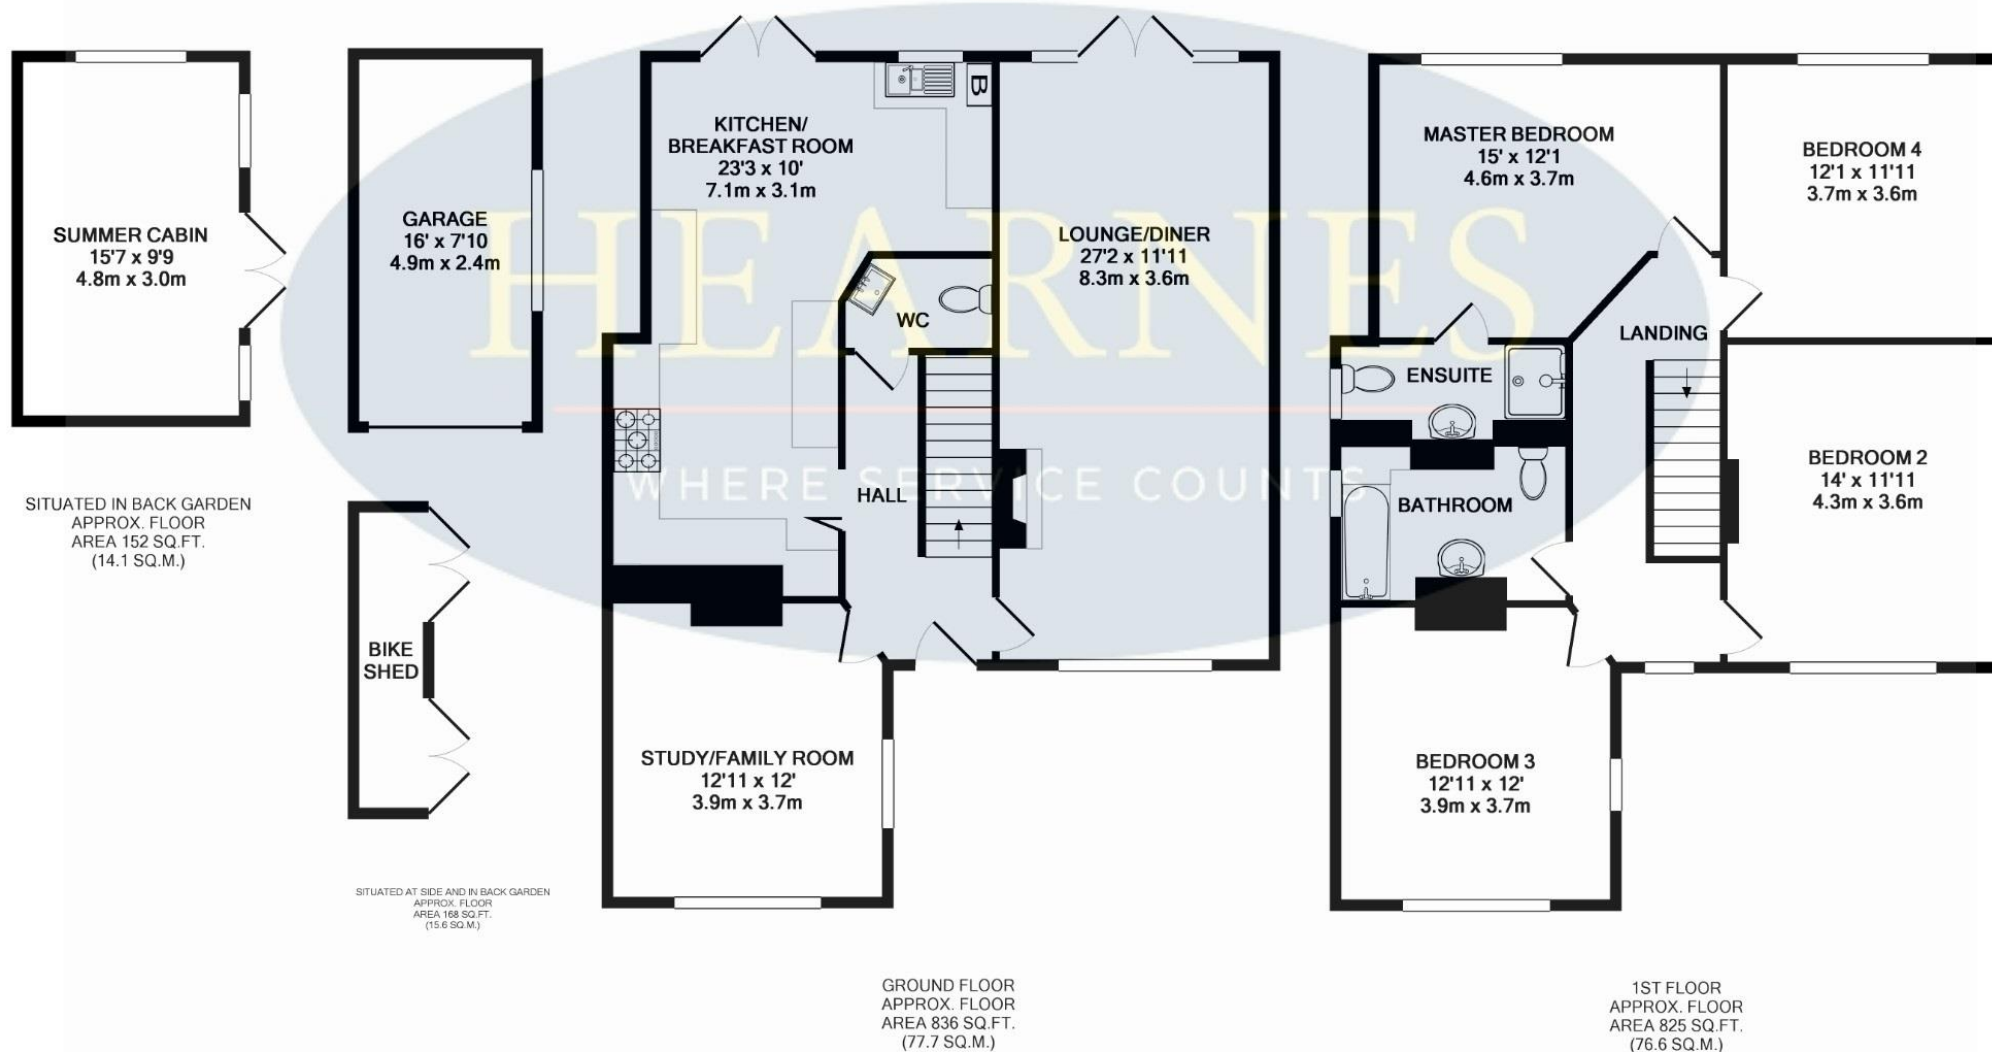 SUMMER CABIN
15'7 x 9'9
4.8m x 3.0m
SITUATED IN BACK GARDEN
APPROX. FLOOR
AREA 152 SQ.FT.
(14.1 SQ.M.)
GARAGE
16' x 7'10
4.9m x 2.4m
BIKE
SHED
SITUATED AT SIDE AND IN BACK GARDEN
APPROX. FLOOR
AREA 168 SQ.FT.
(15.6 SQ.M.)
KITCHEN/
BREAKFAST ROOM
23'3 x 10'
7.1m x 3.1m
B
LOUNGE/DINER
27'2 x 11'11
8.3m x 3.6m
WC
HALL
STUDY/FAMILY ROOM
12'11 x 12'
3.9m x 3.7m
GROUND FLOOR
APPROX. FLOOR
AREA 836 SQ.FT.
(77.7 SQ.M.)
HEARNES
WHERE SERVICE COUNTS
MASTER BEDROOM
15' x 12'1
4.6m x 3.7m
BEDROOM 4
12'1 x 11'11
3.7m x 3.6m
LANDING
ENSUITE
BATHROOM
BEDROOM 2
14' x 11'11
4.3m x 3.6m
BEDROOM 3
12'11 x 12'
3.9m x 3.7m
1ST FLOOR
APPROX. FLOOR
AREA 825 SQ.FT.
(76.6 SQ.M.)